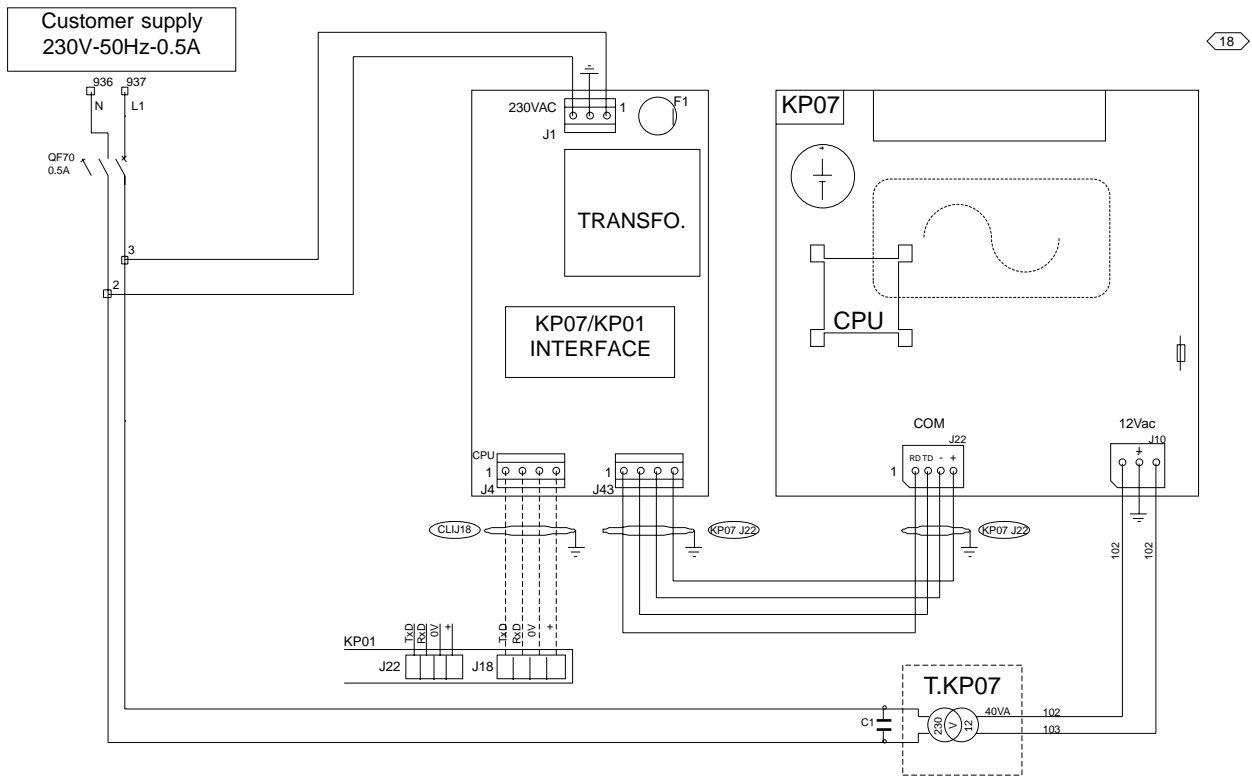 Customer supply
230V-50Hz-0.5A
18
936
937
N
L1
230VAC
1
F1
J1
KP07
QF70
0.5A
TRANSFO.
3
2
KP07/KP01
INTERFACE
CPU
COM
12Vac
J22
J10
RD TD - +
1
CPU
1
J4
1
J43
CLIJ18
KP07 J22
KP07 J22
102
102
KP01
TxD
RxD
0V
+
TxD
RxD
0V
+
J22
J18
T.KP07
40VA
102
C1
230
V
12
103